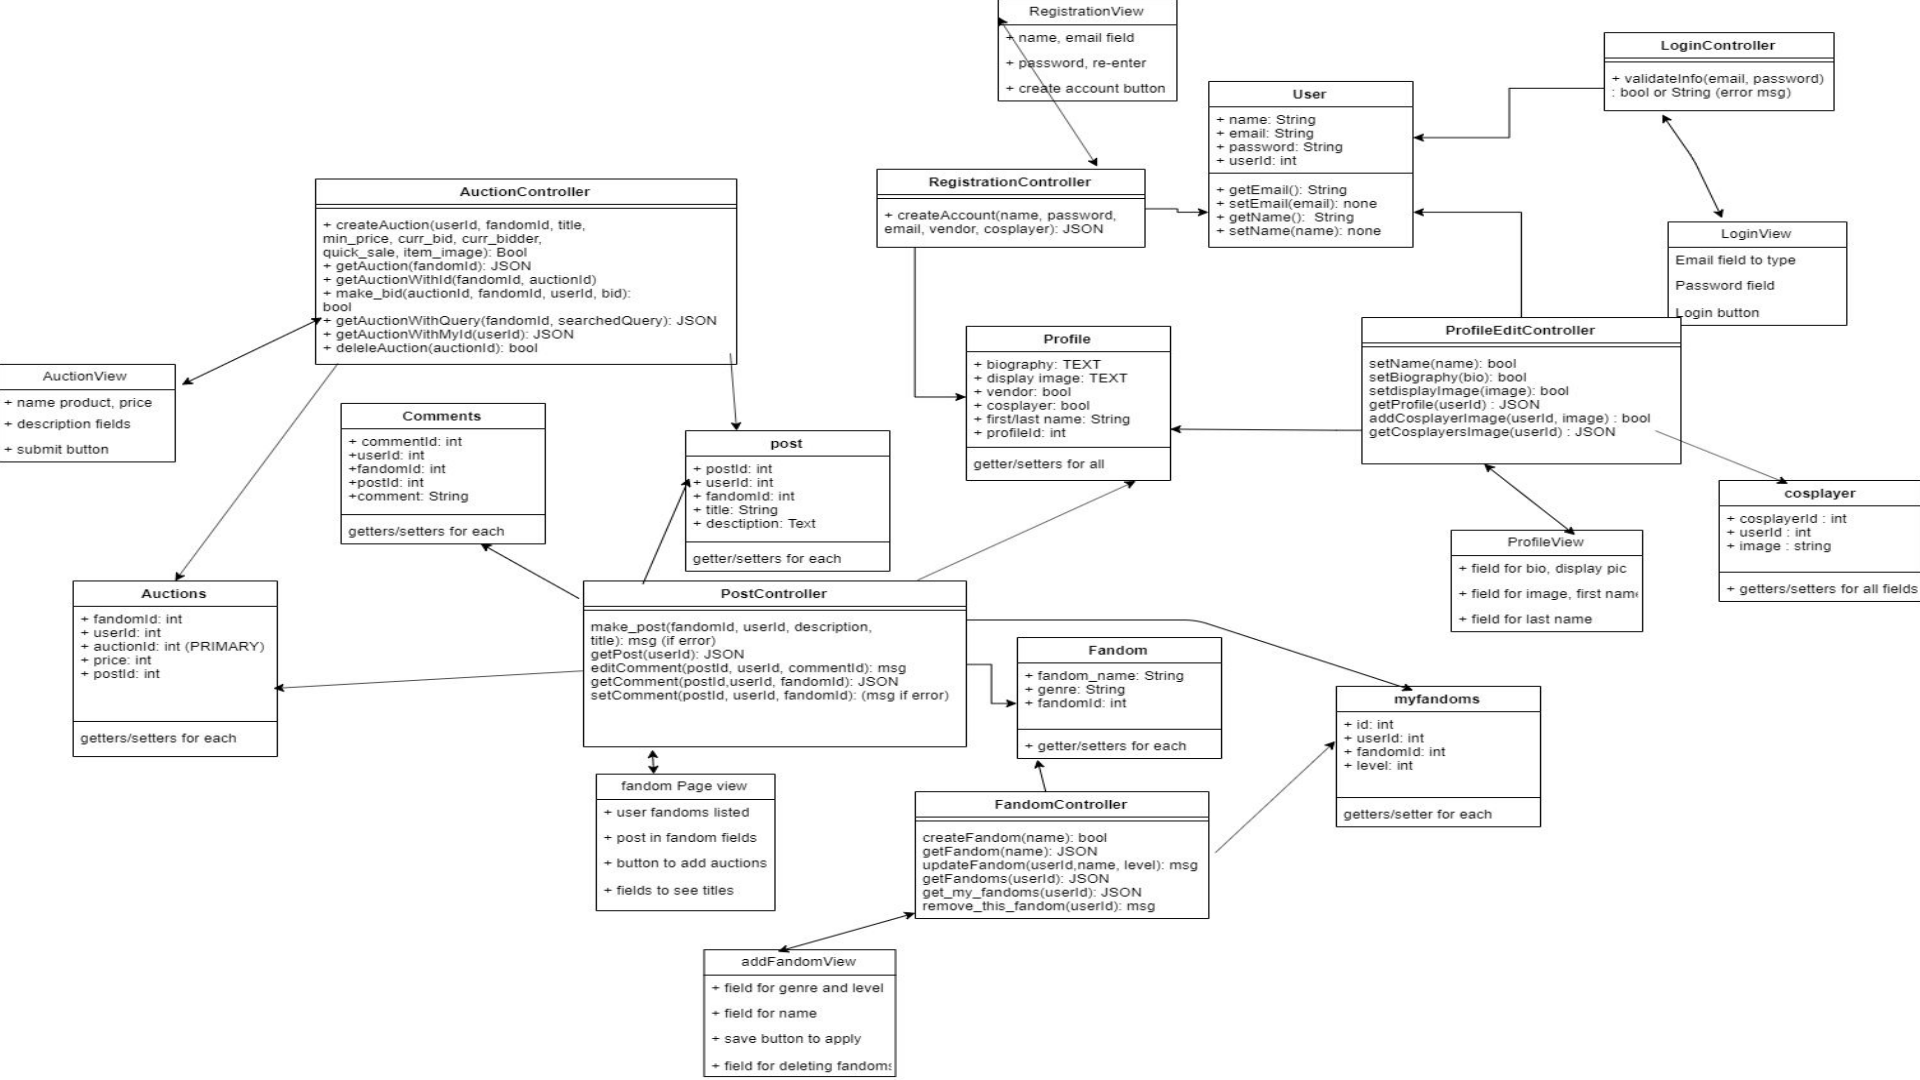 RegistrationView
+ name, email field
+ password, re-enter
+ create account button
LoginController
+ validateInfo(email, password)
: bool or String (error msg)
User
+ name: String
+ email: String
+ password: String
+ userId: int
+ getEmail(): String
+ setEmail(email): none
+ getName():  String
+ setName(name): none
RegistrationController
+ createAccount(name, password,
email, vendor, cosplayer): JSON
AuctionController
+ createAuction(userId, fandomId, title,
min_price, curr_bid, curr_bidder,
quick_sale, item_image): Bool
+ getAuction(fandomId): JSON
+ getAuctionWithId(fandomId, auctionId)
+ make_bid(auctionId, fandomId, userId, bid):
bool
+ getAuctionWithQuery(fandomId, searchedQuery): JSON
+ getAuctionWithMyId(userId): JSON
+ deleleAuction(auctionId): bool
LoginView
Email field to type
Password field
Login button
ProfileEditController
setName(name): bool
setBiography(bio): bool
setdisplayImage(image): bool
getProfile(userId) : JSON
addCosplayerImage(userId, image) : bool
getCosplayersImage(userId) : JSON
Profile
+ biography: TEXT
+ display image: TEXT
+ vendor: bool
+ cosplayer: bool
+ first/last name: String
+ profileId: int
getter/setters for all
AuctionView
+ name product, price
+ description fields
+ submit button
Comments
+ commentId: int
+userId: int
+fandomId: int
+postId: int
+comment: String
getters/setters for each
post
+ postId: int
+ userId: int
+ fandomId: int
+ title: String
+ desctiption: Text
getter/setters for each
cosplayer
+ cosplayerId : int
+ userId : int
+ image : string
+ getters/setters for all fields
ProfileView
+ field for bio, display pic
+ field for image, first name
+ field for last name
Auctions
+ fandomId: int
+ userId: int
+ auctionId: int (PRIMARY)
+ price: int
+ postId: int
getters/setters for each
PostController
make_post(fandomId, userId, description,
title): msg (if error)
getPost(userId): JSON
editComment(postId, userId, commentId): msg
getComment(postId,userId, fandomId): JSON
setComment(postId, userId, fandomId): (msg if error)
Fandom
+ fandom_name: String
+ genre: String
+ fandomId: int
+ getter/setters for each
myfandoms
+ id: int
+ userId: int
+ fandomId: int
+ level: int
getters/setter for each
fandom Page view
+ user fandoms listed
+ post in fandom fields
+ button to add auctions
+ fields to see titles
FandomController
createFandom(name): bool
getFandom(name): JSON
updateFandom(userId,name, level): msg
getFandoms(userId): JSON
get_my_fandoms(userId): JSON
remove_this_fandom(userId): msg
addFandomView
+ field for genre and level
+ field for name
+ save button to apply
+ field for deleting fandoms